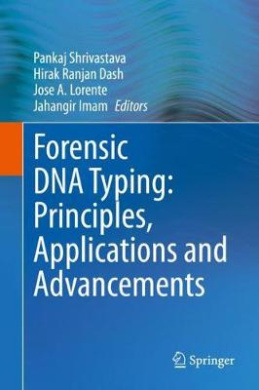 Pankaj Shrivastava
Hirak Ranjan Dash
Jose A. Lorente
Jahangir Imam Editors
Forensic
DNA Typing:
Principles,
Applications and
Advancements
Springer